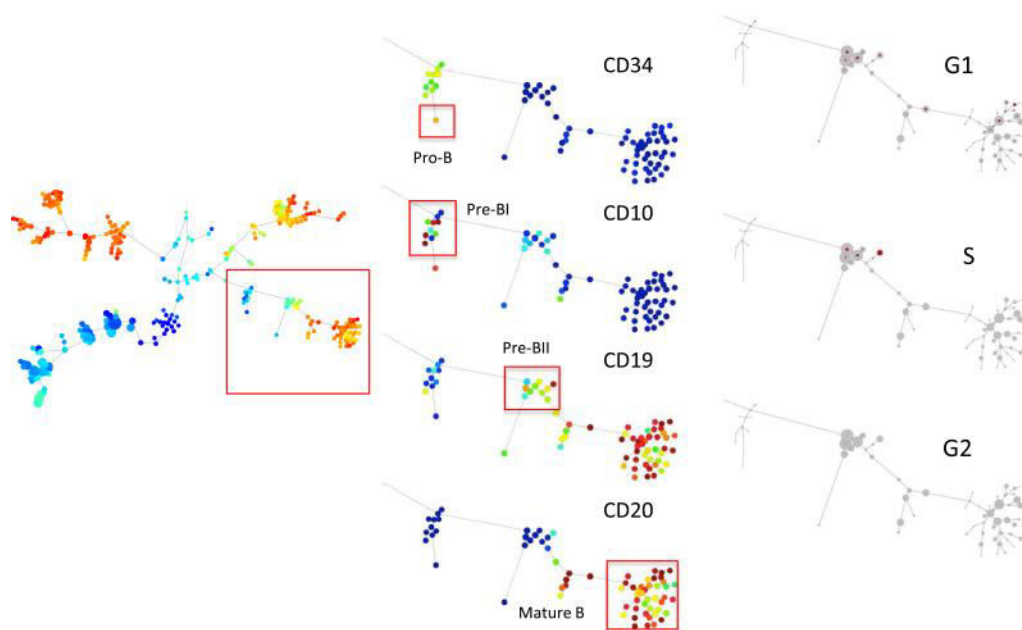 CD34
G1
Pro-B
Pre-BI
CD10
S
Pre-BII
CD19
G2
CD20
Mature B